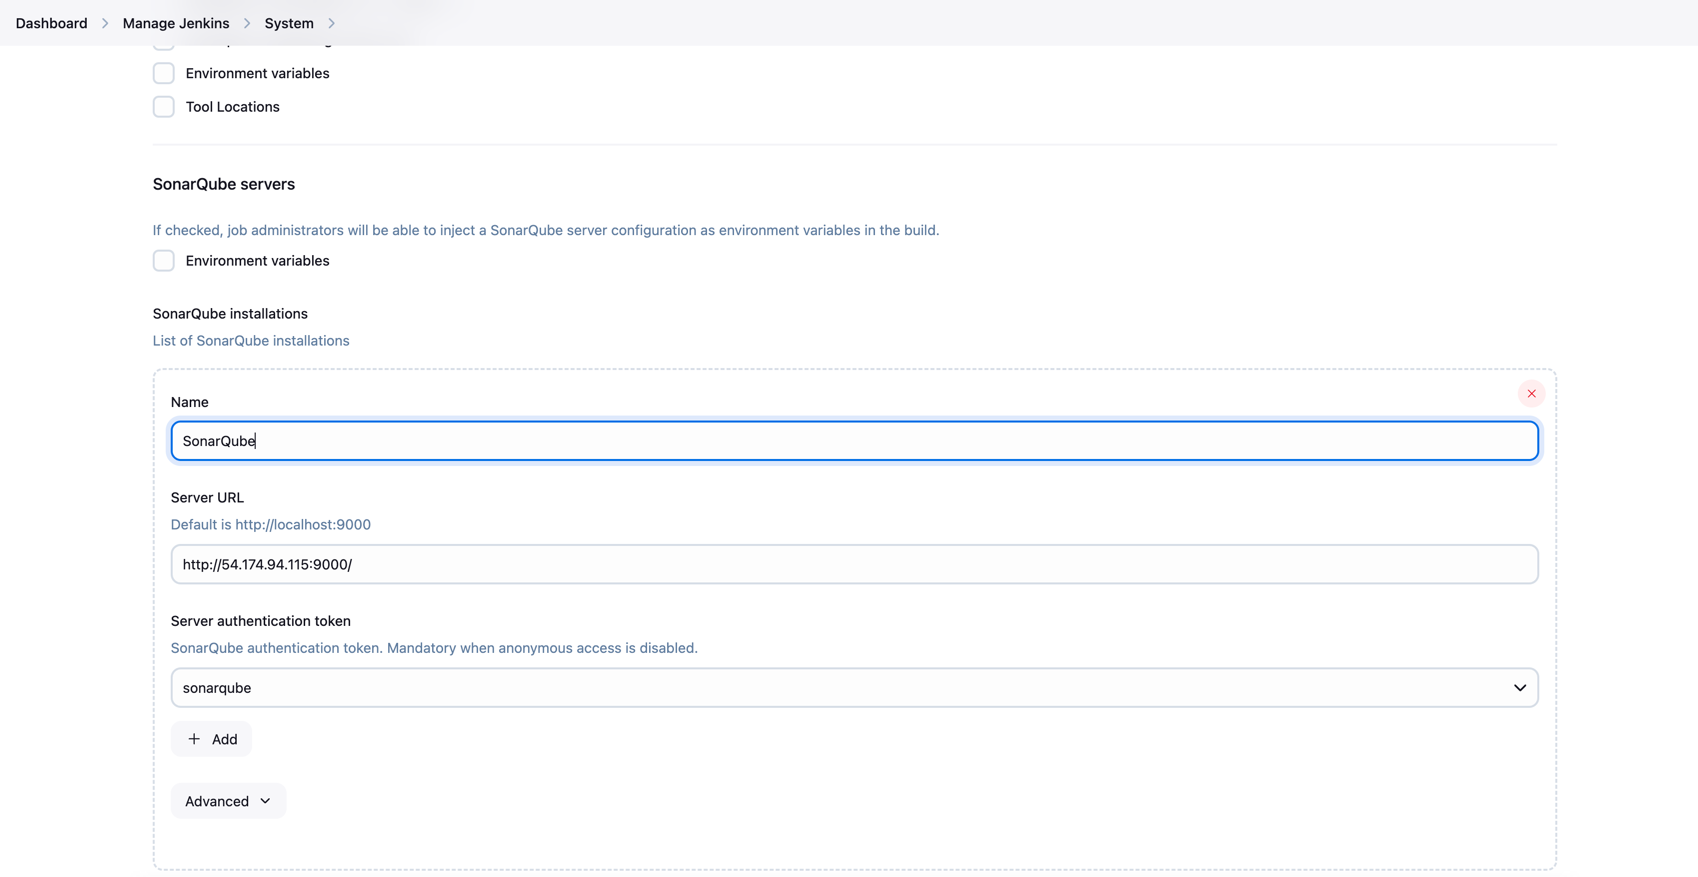 Dashboard > Manage Jenkins > System >
Environment variables
Tool Locations
SonarQube servers
If checked, job administrators will be able to inject a SonarQube server configuration as environment variables in the build.
Environment variables
SonarQube installations
List of SonarQube installations
Name
SonarQube
Server URL
Default is http://localhost:9000
http://54.174.94.115:9000/
Server authentication token
SonarQube authentication token. Mandatory when anonymous access is disabled.
sonarqube
+ Add
Advanced